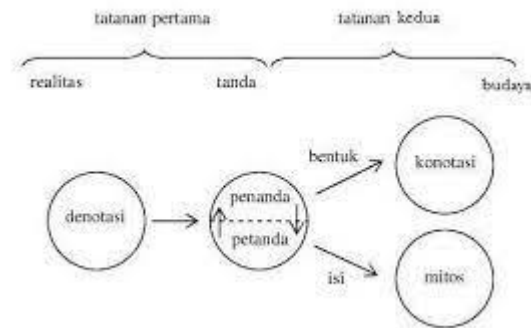 tatanan pertama
tatanan kedua
realitas
tanda
budaya
bentuk
konotasi
denotasi
penanda
petanda
isi
mitos